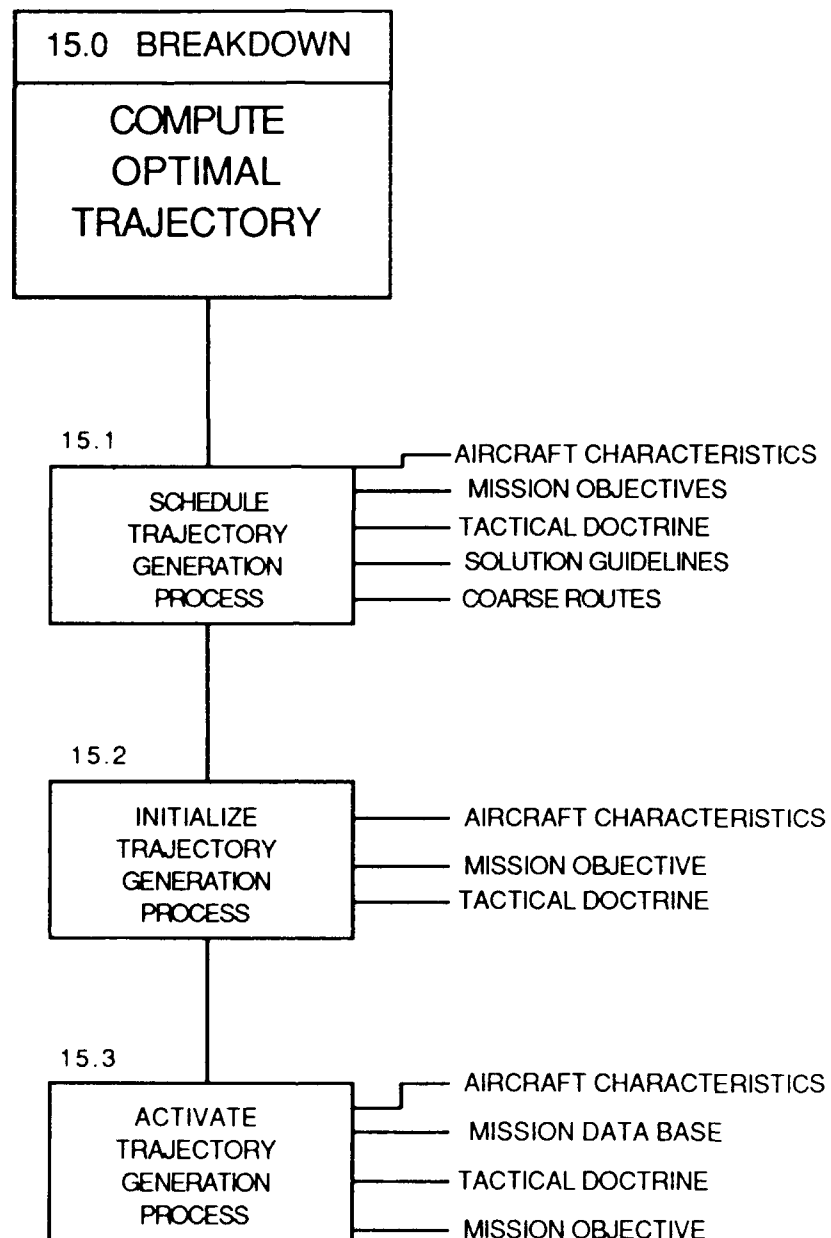 15.0 BREAKDOWN
COMPUTE
OPTIMAL
TRAJECTORY
15.1
SCHEDULE
TRAJECTORY
GENERATION
PROCESS
AIRCRAFT CHARACTERISTICS
MISSION OBJECTIVES
TACTICAL DOCTRINE
SOLUTION GUIDELINES
COARSE ROUTES
15.2
INITIALIZE
TRAJECTORY
GENERATION
PROCESS
AIRCRAFT CHARACTERISTICS
MISSION OBJECTIVE
TACTICAL DOCTRINE
15.3
ACTIVATE
TRAJECTORY
GENERATION
PROCESS
AIRCRAFT CHARACTERISTICS
MISSION DATA BASE
TACTICAL DOCTRINE
MISSION OBJECTIVE